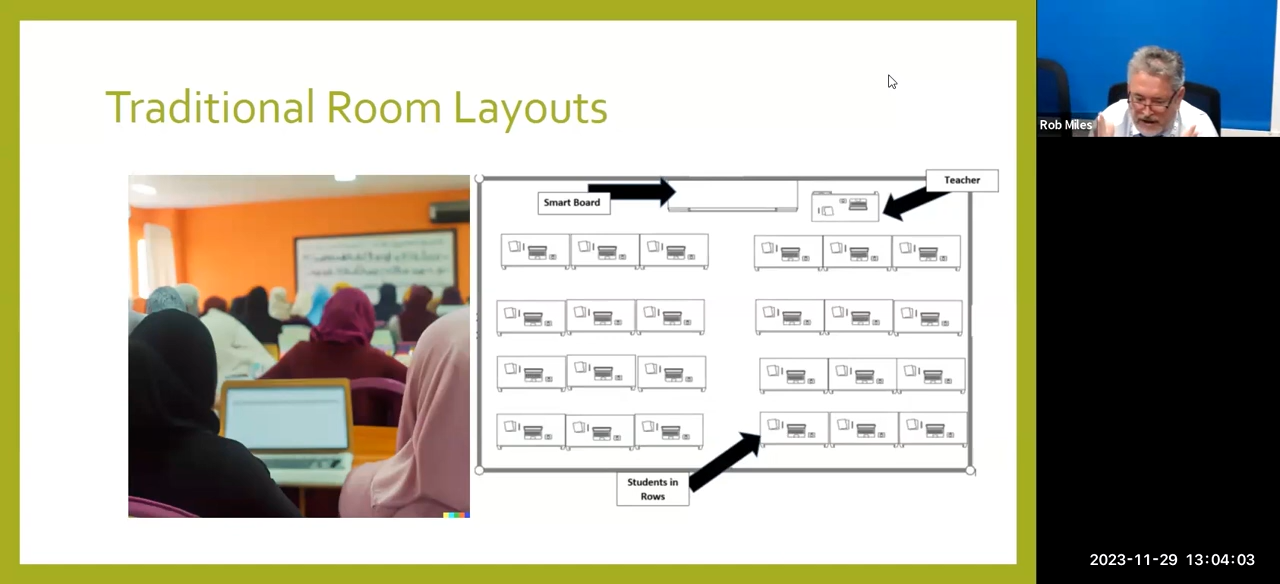 Traditional Room Layouts
Rob Miles
Teacher
Smart Board
Students in
Rows
2023-11-29 13:04:03